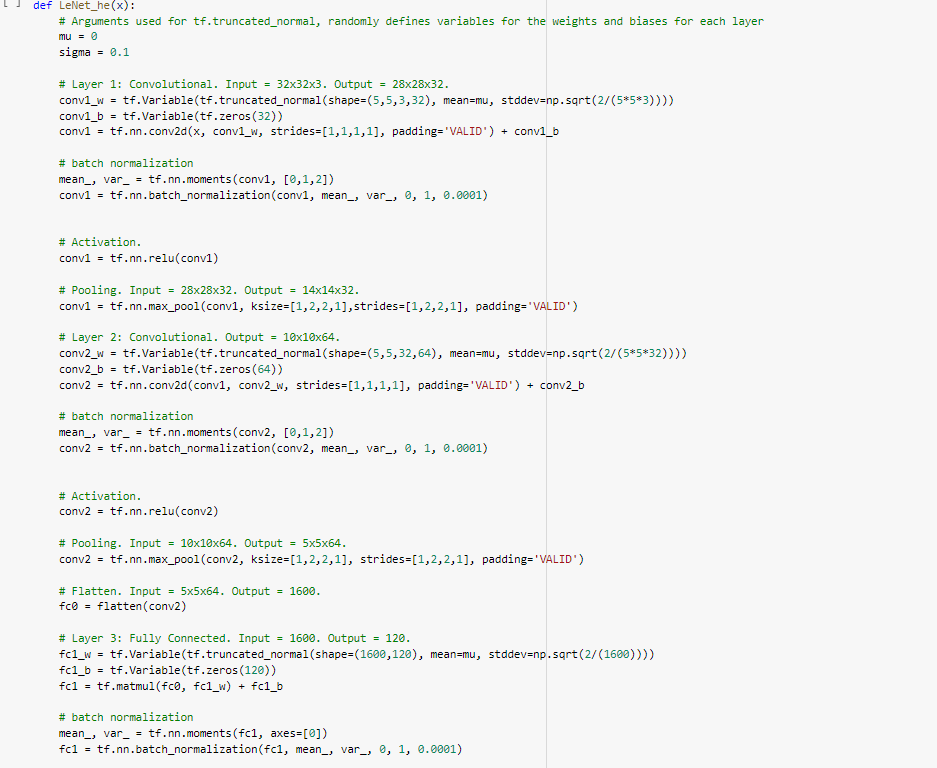 [ ] def LeNet_he(x):
# Arguments used for tf.truncated_normal, randomly defines variables for the weights and biases for each layer
mu = 0
sigma = 0.1
# Layer 1: Convolutional. Input = 32x32x3. Output = 28x28x32.
conv1_w = tf.Variable(tf.truncated_normal(shape=(5,5,3,32), mean=mu, stddev=np.sqrt(2/(5*5*3))))
conv1_b = tf.Variable(tf.zeros(32))
conv1 = tf.nn.conv2d(x, conv1_w, strides=[1,1,1,1], padding='VALID') + conv1_b
# batch normalization
mean_, var_ = tf.nn.moments(conv1, [0,1,2])
conv1 = tf.nn.batch_normalization(conv1, mean_, var_, 0, 1, 0.0001)
# Activation.
conv1 = tf.nn.relu(conv1)
# Pooling. Input = 28x28x32. Output = 14x14x32.
conv1 = tf.nn.max_pool(conv1, ksize=[1,2,2,1],strides=[1,2,2,1], padding='VALID')
# Layer 2: Convolutional. Output = 10x10x64.
conv2_w = tf.Variable(tf.truncated_normal(shape=(5,5,32,64), mean=mu, stddev=np.sqrt(2/(5*5*32))))
conv2_b = tf.Variable(tf.zeros(64))
conv2 = tf.nn.conv2d(conv1, conv2_w, strides=[1,1,1,1], padding='VALID') + conv2_b
# batch normalization
mean_, var_ = tf.nn.moments(conv2, [0,1,2])
conv2 = tf.nn.batch_normalization(conv2, mean_, var_, 0, 1, 0.0001)
# Activation.
conv2 = tf.nn.relu(conv2)
# Pooling. Input = 10x10x64. Output = 5x5x64.
conv2 = tf.nn.max_pool(conv2, ksize=[1,2,2,1], strides=[1,2,2,1], padding='VALID')
# Flatten. Input = 5x5x64. Output = 1600.
fc0 = flatten(conv2)
# Layer 3: Fully Connected. Input = 1600. Output = 120.
fc1_w = tf.Variable(tf.truncated_normal(shape=(1600,120), mean=mu, stddev=np.sqrt(2/(1600))))
fc1_b = tf.Variable(tf.zeros(120))
fc1 = tf.matmul(fc0, fc1_w) + fc1_b
# batch normalization
mean_, var_ = tf.nn.moments(fc1, axes=[0])
fc1 = tf.nn.batch_normalization(fc1, mean_, var_, 0, 1, 0.0001)